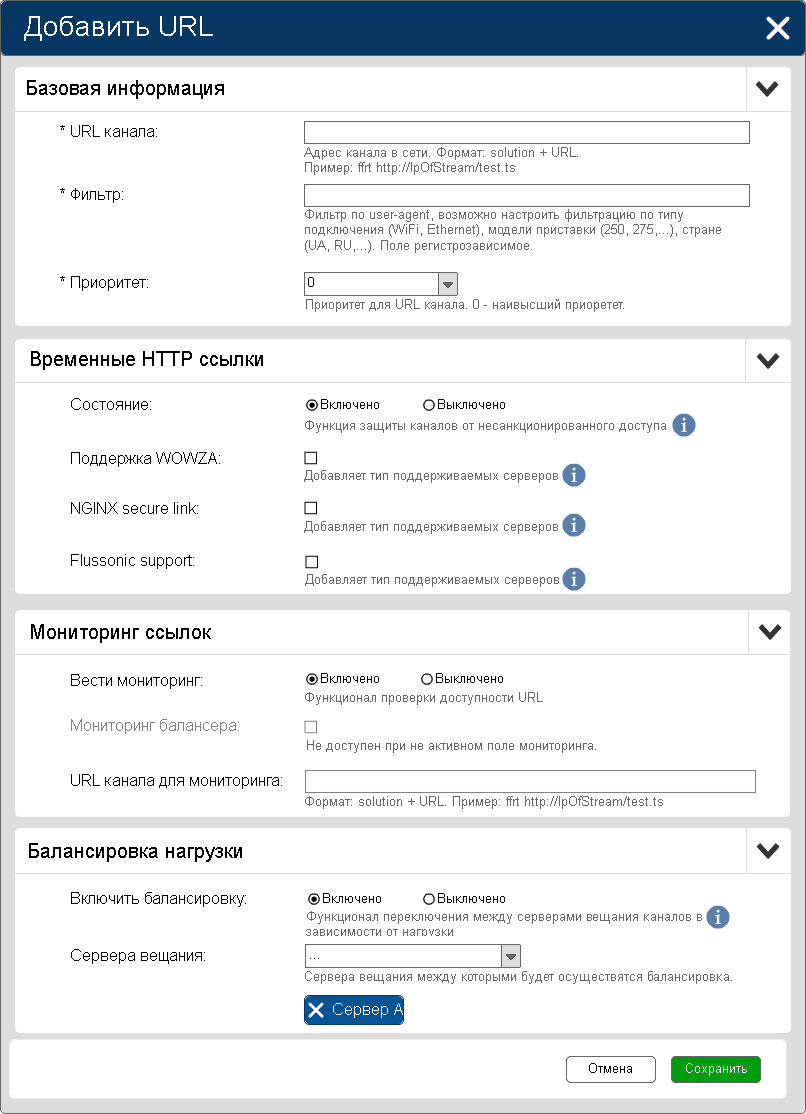 Добавить URL
Базовая информация
* URL канала:
Адрес канала в сети. Формат: solution + URL.
Пример: ffrt http://IpOfStream/test.ts
* Фильтр:
Фильтр по user-agent, возможно настроить фильтрацию по типу
подключения (WiFi, Ethernet), модели приставки (250, 275,...), стране
(UA, RU,...). Поле регистрозависимое.
* Приоритет:
0
Приоритет для URL канала. 0 - наивысший приоретет.
Временные HTTP ссылки
Состояние:
Включено Выключено
Функция защиты каналов от несанкционированного доступа
Поддержка WOWZA:
Добавляет тип поддерживаемых серверов
NGINX secure link:
Добавляет тип поддерживаемых серверов
Flussonic support:
Добавляет тип поддерживаемых серверов
Мониторинг ссылок
Вести мониторинг:
Включено Выключено
Функционал проверки доступности URL
Мониторинг балансера:
Не доступен при не активном поле мониторинга.
URL канала для мониторинга:
Формат: solution + URL. Пример: ffrt http://IpOfStream/test.ts
Балансировка нагрузки
Включить балансировку:
Включено Выключено
Функционал переключения между серверами вещания каналов в
зависимости от нагрузки
Сервера вещания:
...
Сервера вещания между которыми будет осуществятся балансировка.
Сервер А
Отмена Сохранить